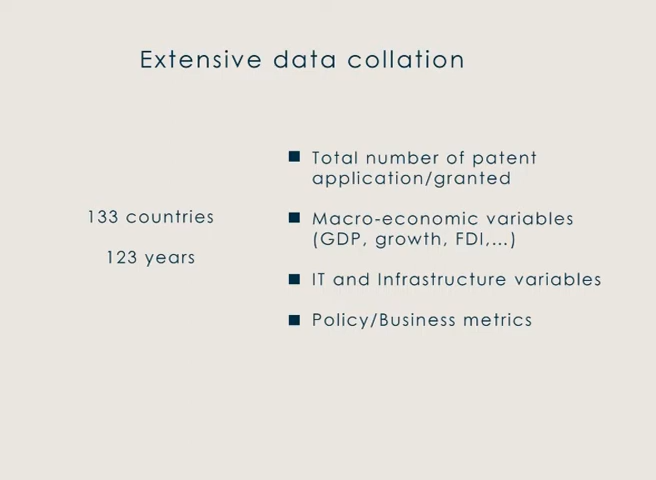 Extensive data collation
133 countries
123 years
Total number of patent
application/granted
Macro-economic variables
(GDP, growth, FDI,...)
IT and Infrastructure variables
Policy/Business metrics